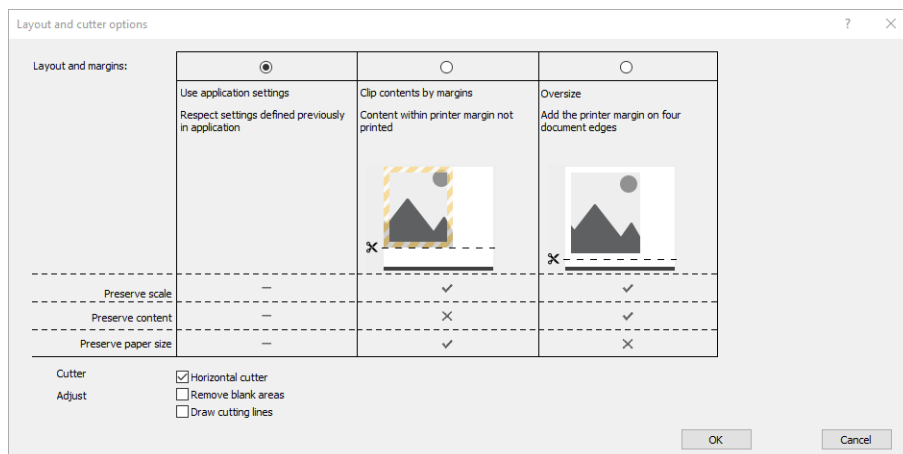 Layout and cutter options
Layout and margins:
Use application settings
Respect settings defined previously
in application
Clip contents by margins
Content within printer margin not
printed
Oversize
Add the printer margin on four
document edges
Preserve scale
Preserve content
Preserve paper size
Cutter
Horizontal cutter
Adjust
Remove blank areas
Draw cutting lines
OK
Cancel